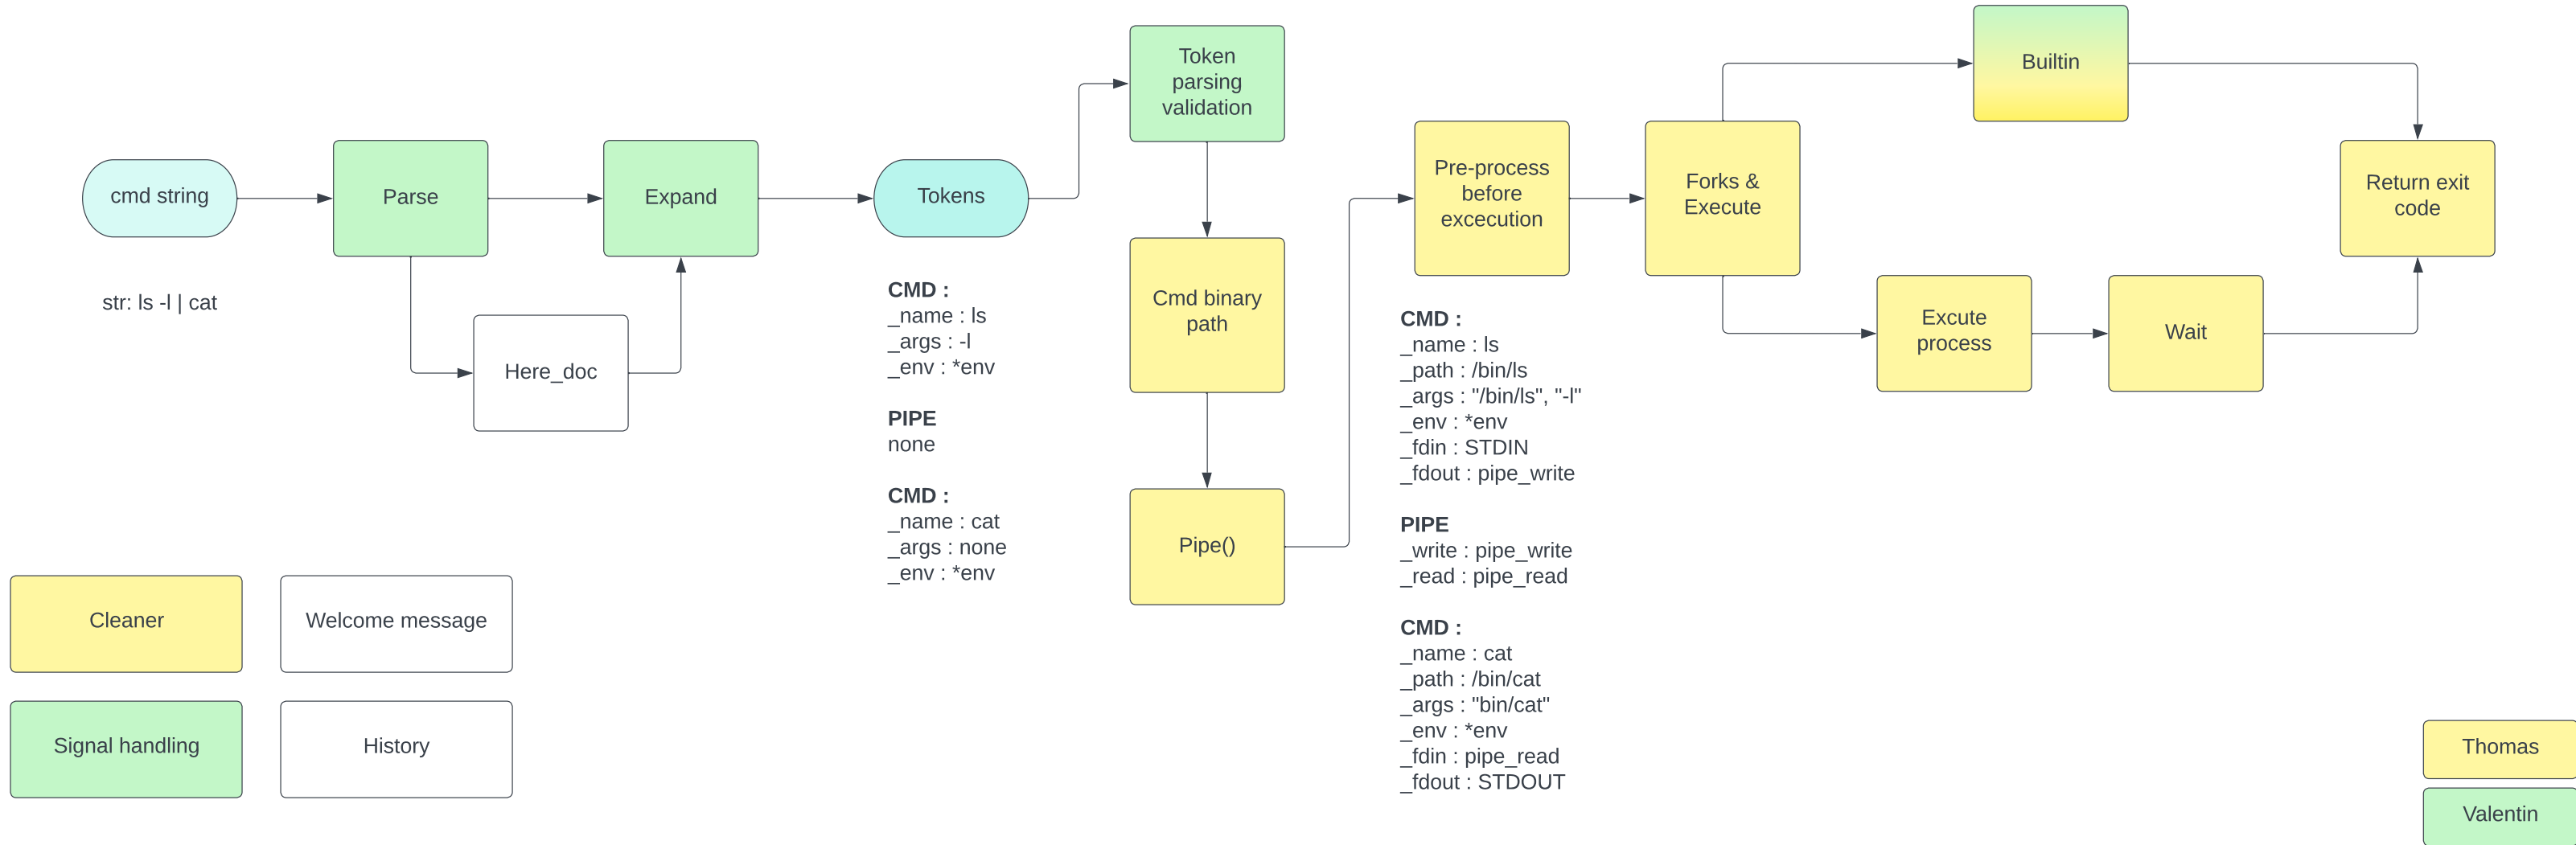 cmd string
str: ls -l | cat
Parse
Here_doc
Expand
Tokens
CMD :
_name : ls
_args : -l
_env : *env
PIPE
none
CMD :
_name : cat
_args : none
_env : *env
Token
parsing
validation
Cmd binary
path
Pipe()
Pre-process
before
excecution
CMD :
_name : ls
_path : /bin/ls
_args : "/bin/ls", "-l"
_env : *env
_fdin : STDIN
_fdout : pipe_write
PIPE
_write : pipe_write
_read : pipe_read
CMD :
_name : cat
_path : /bin/cat
_args : "bin/cat"
_env : *env
_fdin : pipe_read
_fdout : STDOUT
Forks &
Execute
Builtin
Excute
process
Wait
Return exit
code
Cleaner
Welcome message
Signal handling
History
Thomas
Valentin